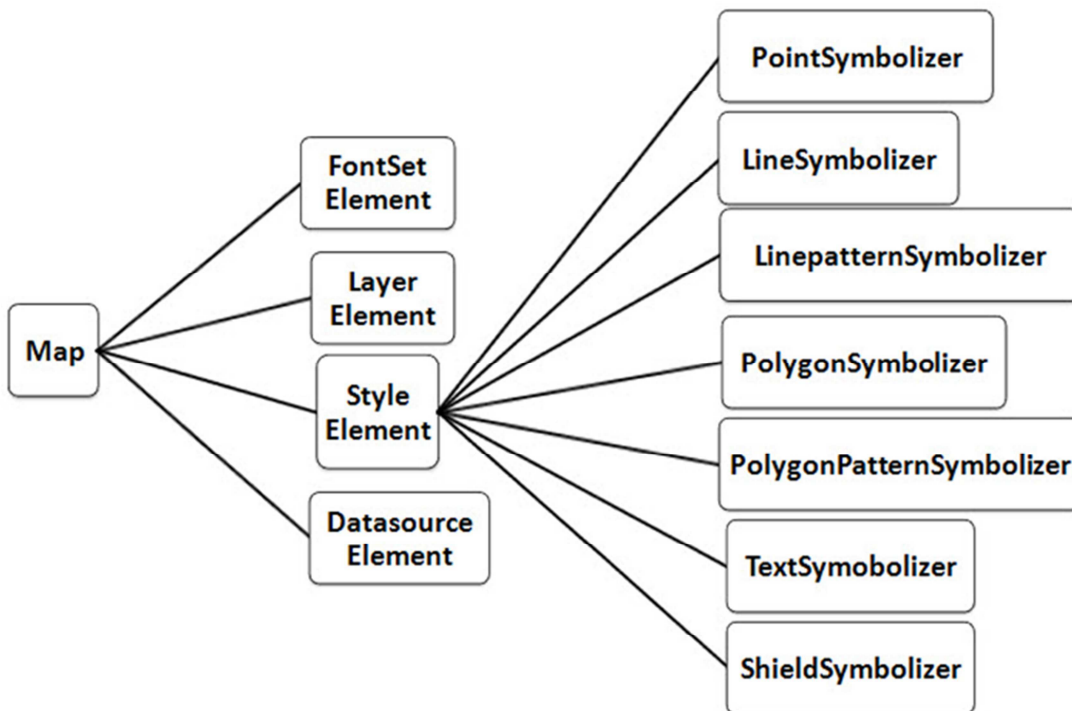 Map
FontSet
Element
Layer
Element
Style
Element
Datasource
Element
PointSymbolizer
LineSymbolizer
LinepatternSymbolizer
PolygonSymbolizer
PolygonPatternSymbolizer
TextSymobolizer
ShieldSymbolizer